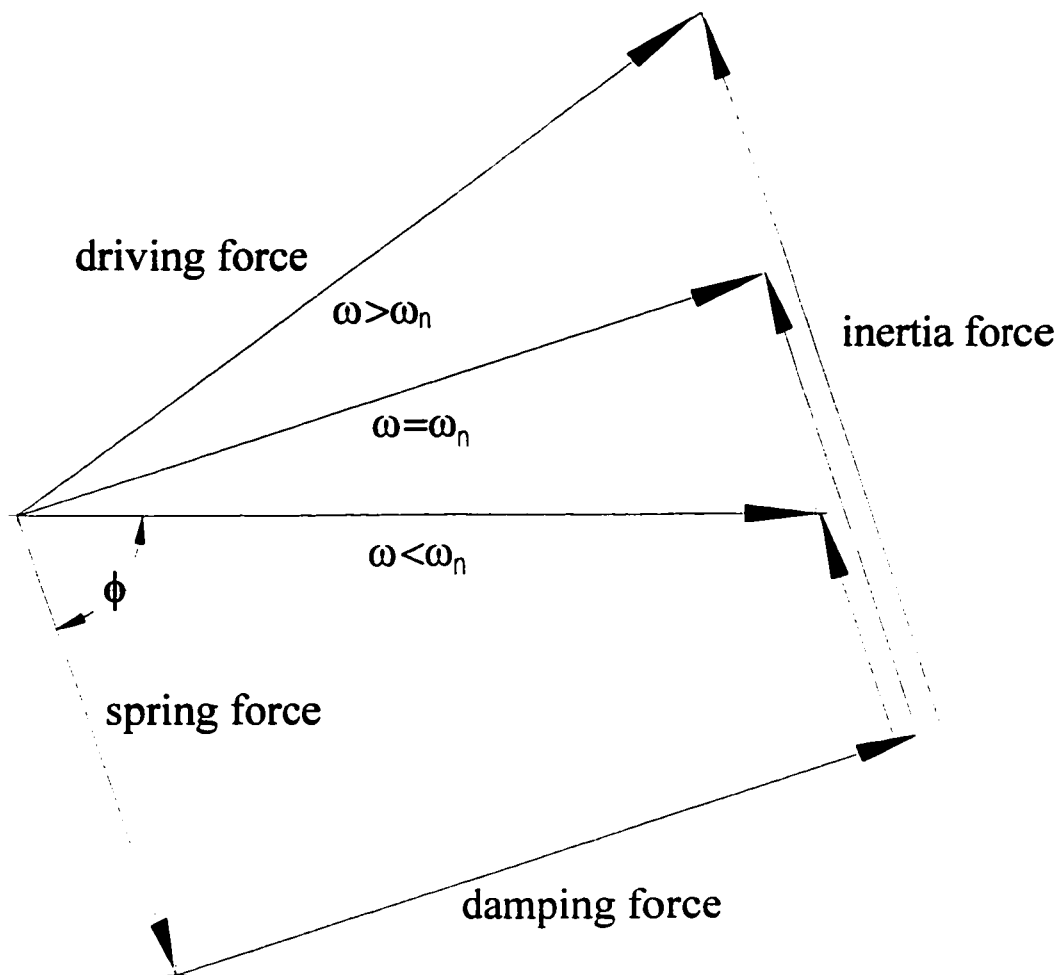 driving force
ω>ωn
inertia force
ω=ωn
ω<ωn
ϕ
spring force
damping force